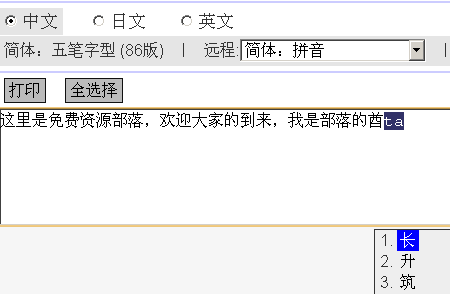 中文 日文 英文
简体：五笔字型 (86版) | 远程: 简体：拼音 |
打印 全选择
这里是免费资源部落，欢迎大家的到来，我是部落的酋ta
1. 长
2. 升
3. 筑